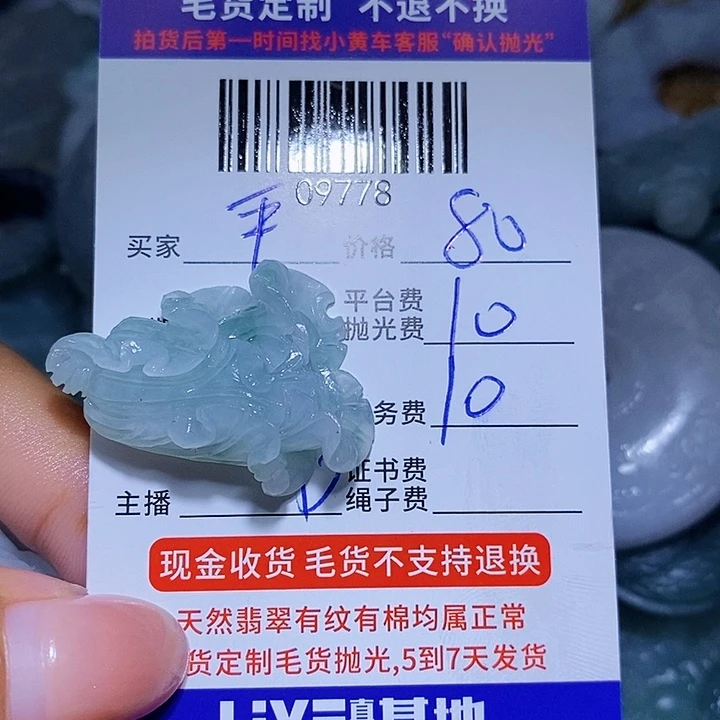 毛货定制 不退不换
拍货后第一时间找小黄车客服“确认抛光”
09778
买家 平 价格 80
平台费
抛光费 10
务费 10
证书费
主播 绳子费
现金收货 毛货不支持退换
天然翡翠有纹有棉均属正常
货定制毛货抛光,5到7天发货
基地